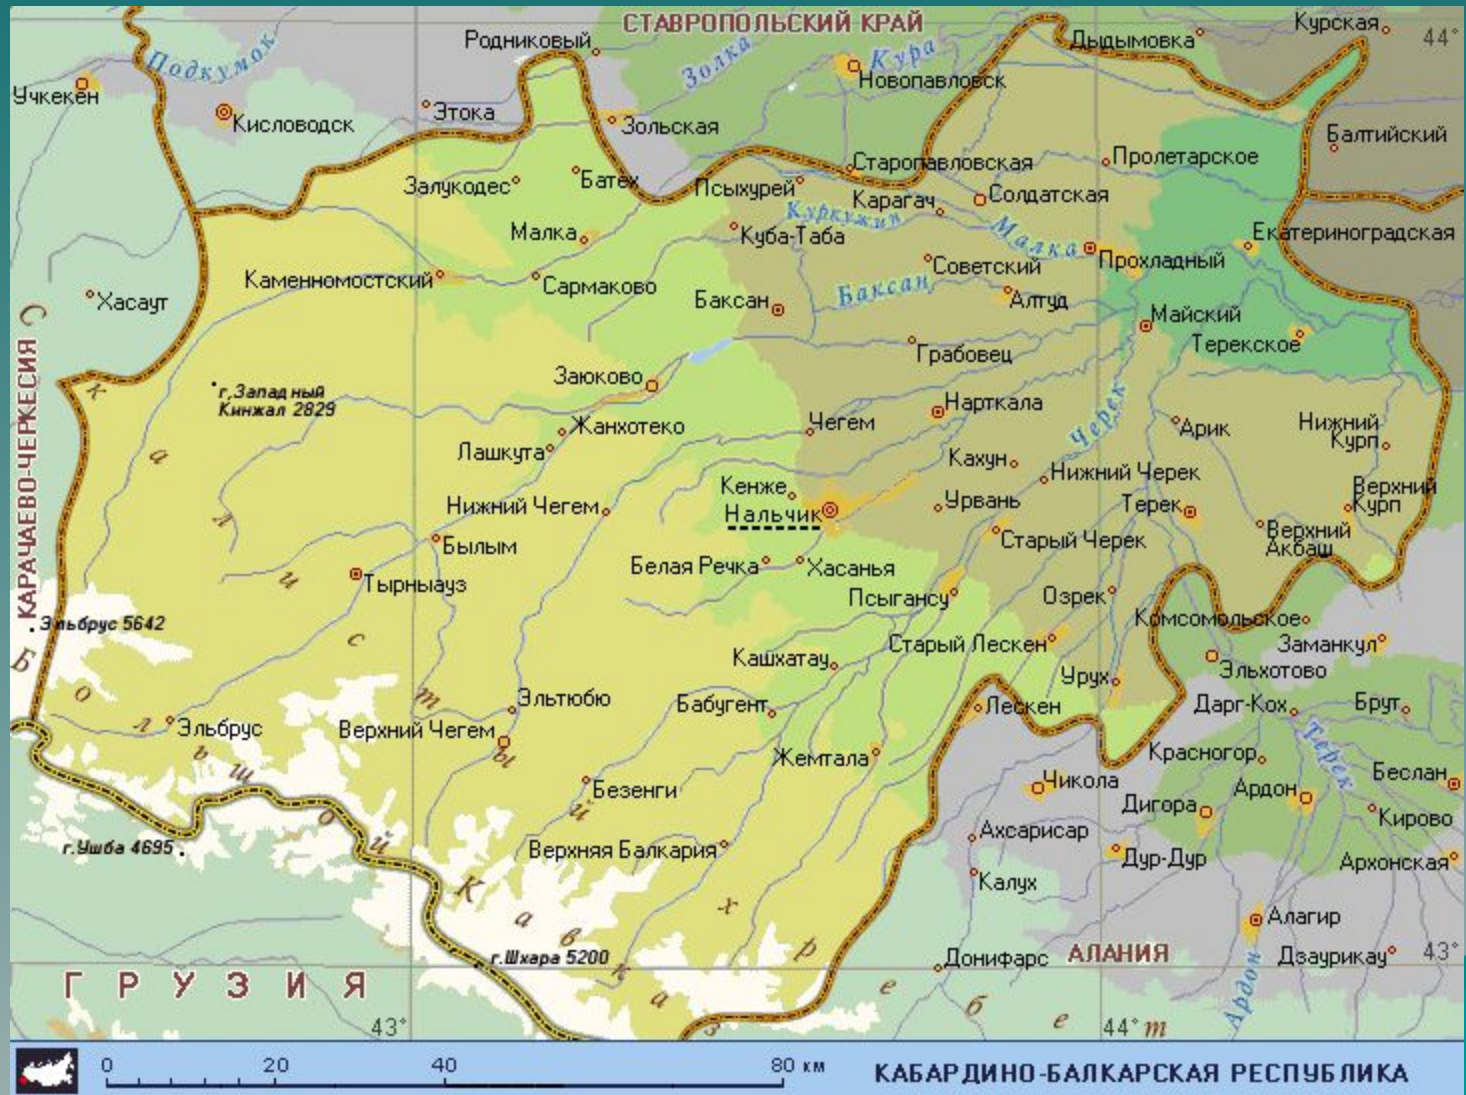 СТАВРОПОЛЬСКИЙ КРАЙ
Родниковый
Подкумок
Золка
Кура
Дыдымовка
Курская
44°
Учкекен
Кисловодск
Этока
Зольская
Новопавловск
Балтийский
Залукодес
Батех
Псыхурей
Старопавловская
Пролетарское
Карагач
Солдатская
Малка
Куба-Таба
Куркужин
Малка
Екатериноградская
Каменномостский
Сармаково
Советский
Прохладный
Хасаут
Баксан
Баксан
Алтуд
Майский
Терекское
Грабовец
КАРАЧАЕВО-ЧЕРКЕСИЯ
С к а л и с т ы й
х р е б е т
г,Западный
Кинжал 2829
Заюково
Нарткала
Черек
Жанхотеко
Чегем
Арик
Нижний
Курп
Лашкута
Кахун
Нижний Черек
Кенже
Нальчик
Урвань
Терек
Верхний
Курп
Нижний Чегем
Былым
Старый Черек
Верхний
Акбаш
Белая Речка
Хасанья
Тырныауз
Псыгансу
Озрек
Эльбрус 5642
Комсомольское
Старый Лескен
Заманкул
Кашхатау
Эльхотово
Урух
Эльтюбю
Бабугент
Лескен
Дарг-Кох
Брут
Эльбрус
Верхний Чегем
Терек
Б о л ь ш о й К а в к а з
Жемтала
Красногор
Безенги
Чикола
Ардон
Беслан
Дигора
Кирово
Ахсарисар
г.Ушба 4695
Верхняя Балкария
Дур-Дур
Архонская
Калух
Алагир
г.Шхара 5200
Донифарс
АЛАНИЯ
Дзаурикау
43°
ГРУЗИЯ
Ардон
43°
44°
0 20 40 80 км
КАБАРДИНО-БАЛКАРСКАЯ РЕСПУБЛИКА